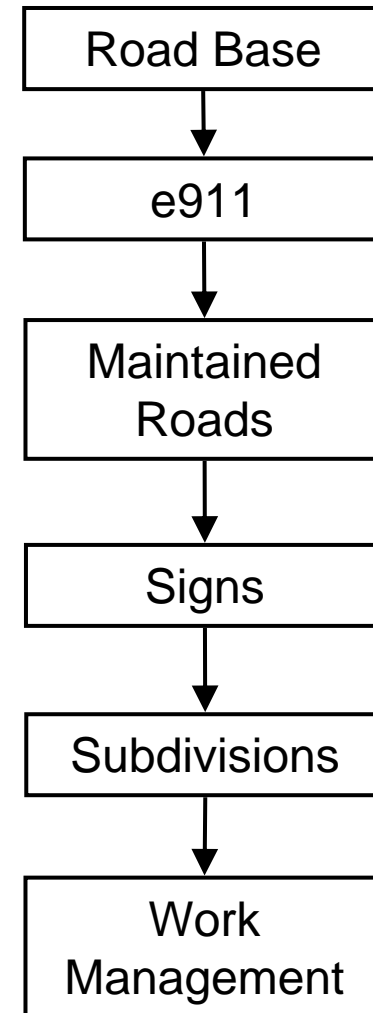 Road Base
e911
Maintained
Roads
Signs
Subdivisions
Work
Management